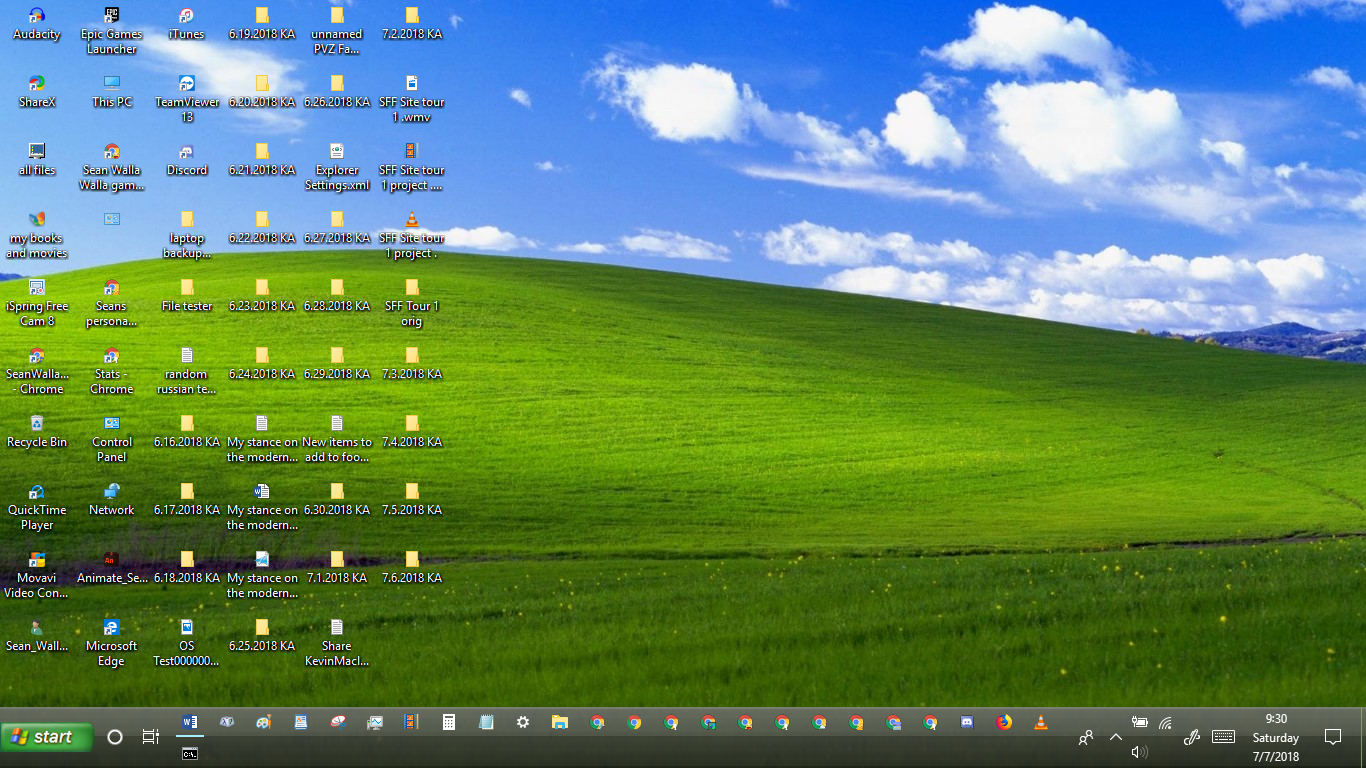 Audacity
Epic Games
Launcher
iTunes
6.19.2018 KA
unnamed
PVZ Fa...
7.2.2018 KA
ShareX
This PC
TeamViewer
13
6.20.2018 KA
6.26.2018 KA
SFF Site tour
1 .wmv
all files
Sean Walla
Walla gam...
Discord
6.21.2018 KA
Explorer
Settings.xml
SFF Site tour
1 project ....
my books
and movies
laptop
backup...
6.22.2018 KA
6.27.2018 KA
SFF Site tour
1 project .
iSpring Free
Cam 8
Seans
persona...
File tester
6.23.2018 KA
6.28.2018 KA
SFF Tour 1
orig
SeanWalla...
- Chrome
Stats -
Chrome
random
russian te...
6.24.2018 KA
6.29.2018 KA
7.3.2018 KA
Recycle Bin
Control
Panel
6.16.2018 KA
My stance on
the modern...
New items to
add to foo...
7.4.2018 KA
QuickTime
Player
Network
6.17.2018 KA
My stance on
the modern...
6.30.2018 KA
7.5.2018 KA
Movavi
Video Con...
Animate_Se...
6.18.2018 KA
My stance on
the modern...
7.1.2018 KA
7.6.2018 KA
Sean_Wall...
Microsoft
Edge
OS
Test000000...
6.25.2018 KA
Share
KevinMacl...
start
9:30
Saturday
7/7/2018